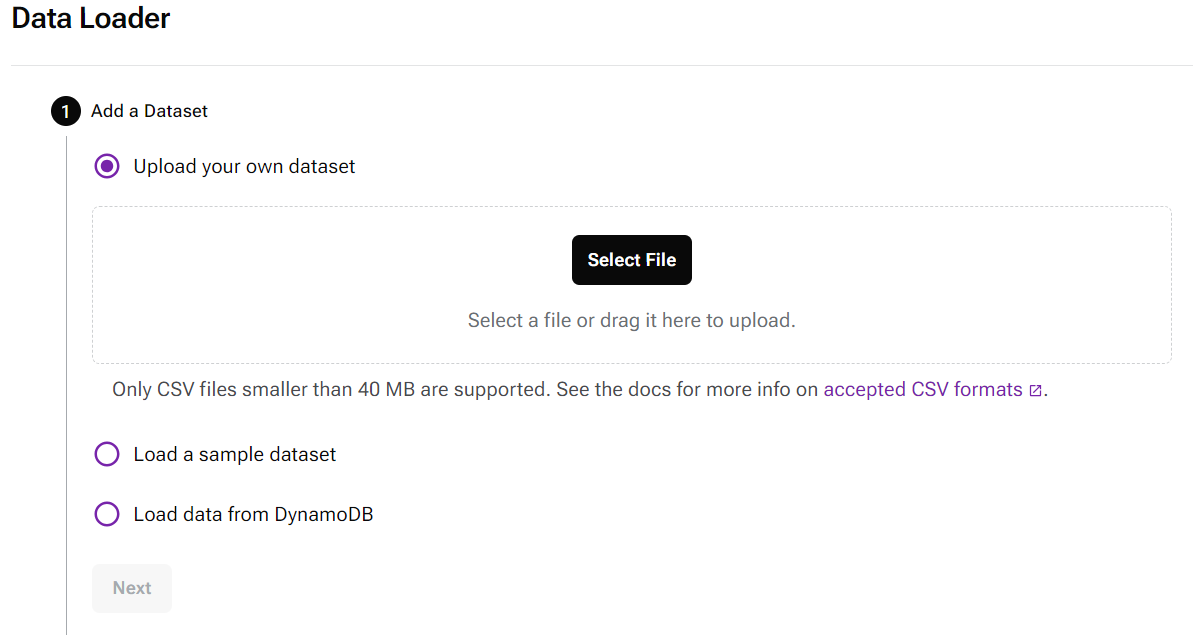 Data Loader
1 Add a Dataset
Upload your own dataset
Select File
Select a file or drag it here to upload.
Only CSV files smaller than 40 MB are supported. See the docs for more info on accepted CSV formats.
Load a sample dataset
Load data from DynamoDB
Next